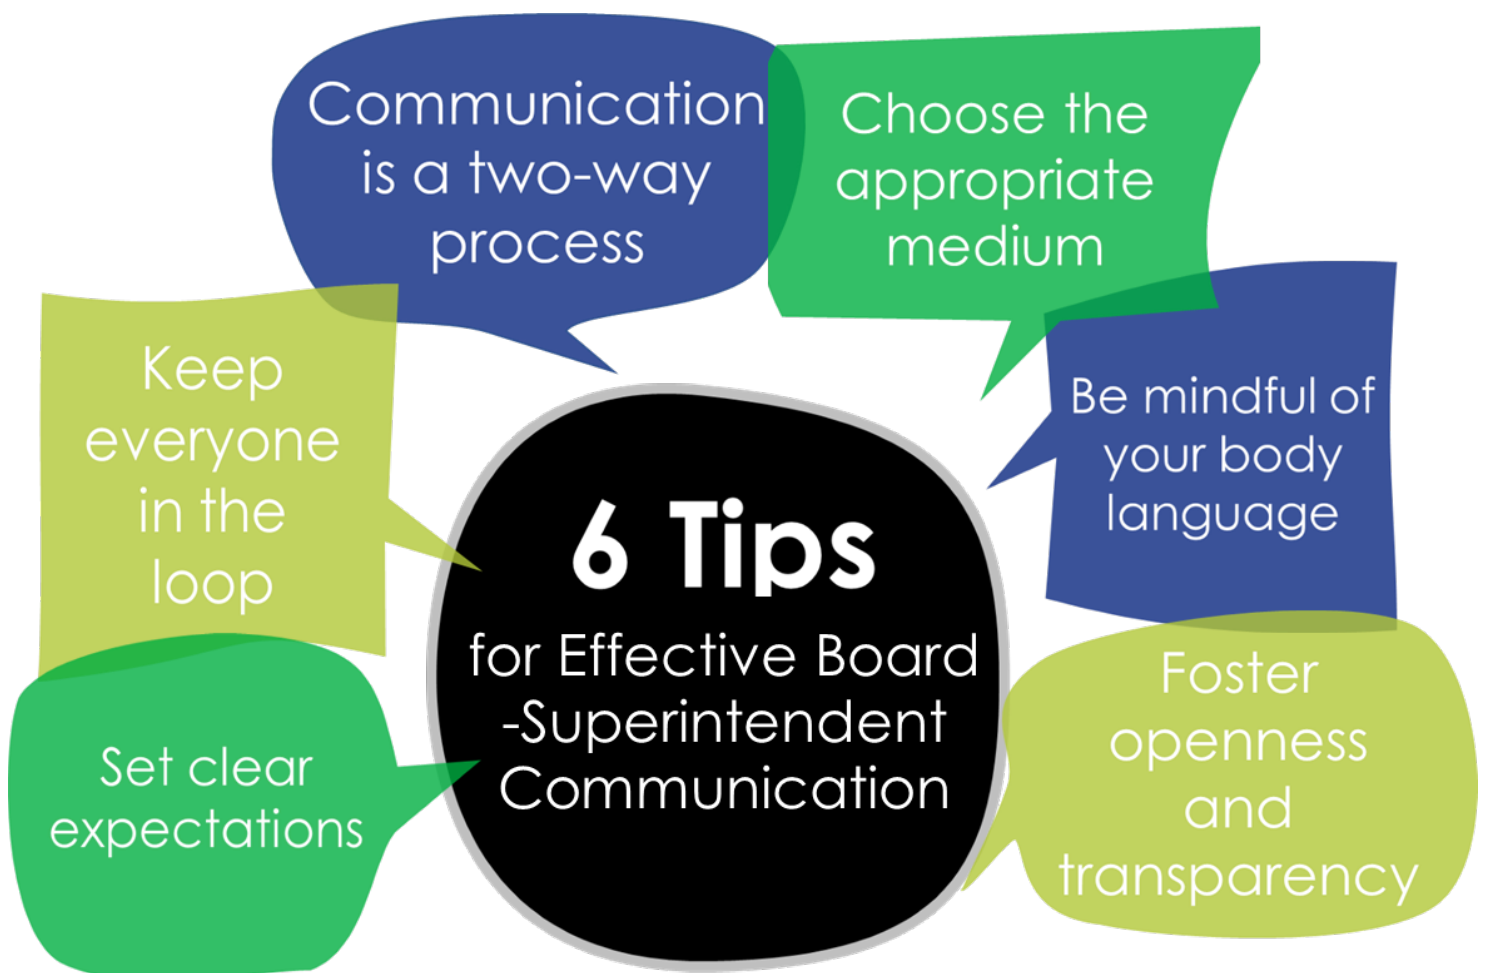 Communication
is a two-way
process
Choose the
appropriate
medium
Keep
everyone
in the
loop
Be mindful of
your body
language
6 Tips
for Effective Board
-Superintendent
Communication
Set clear
expectations
Foster
openness
and
transparency